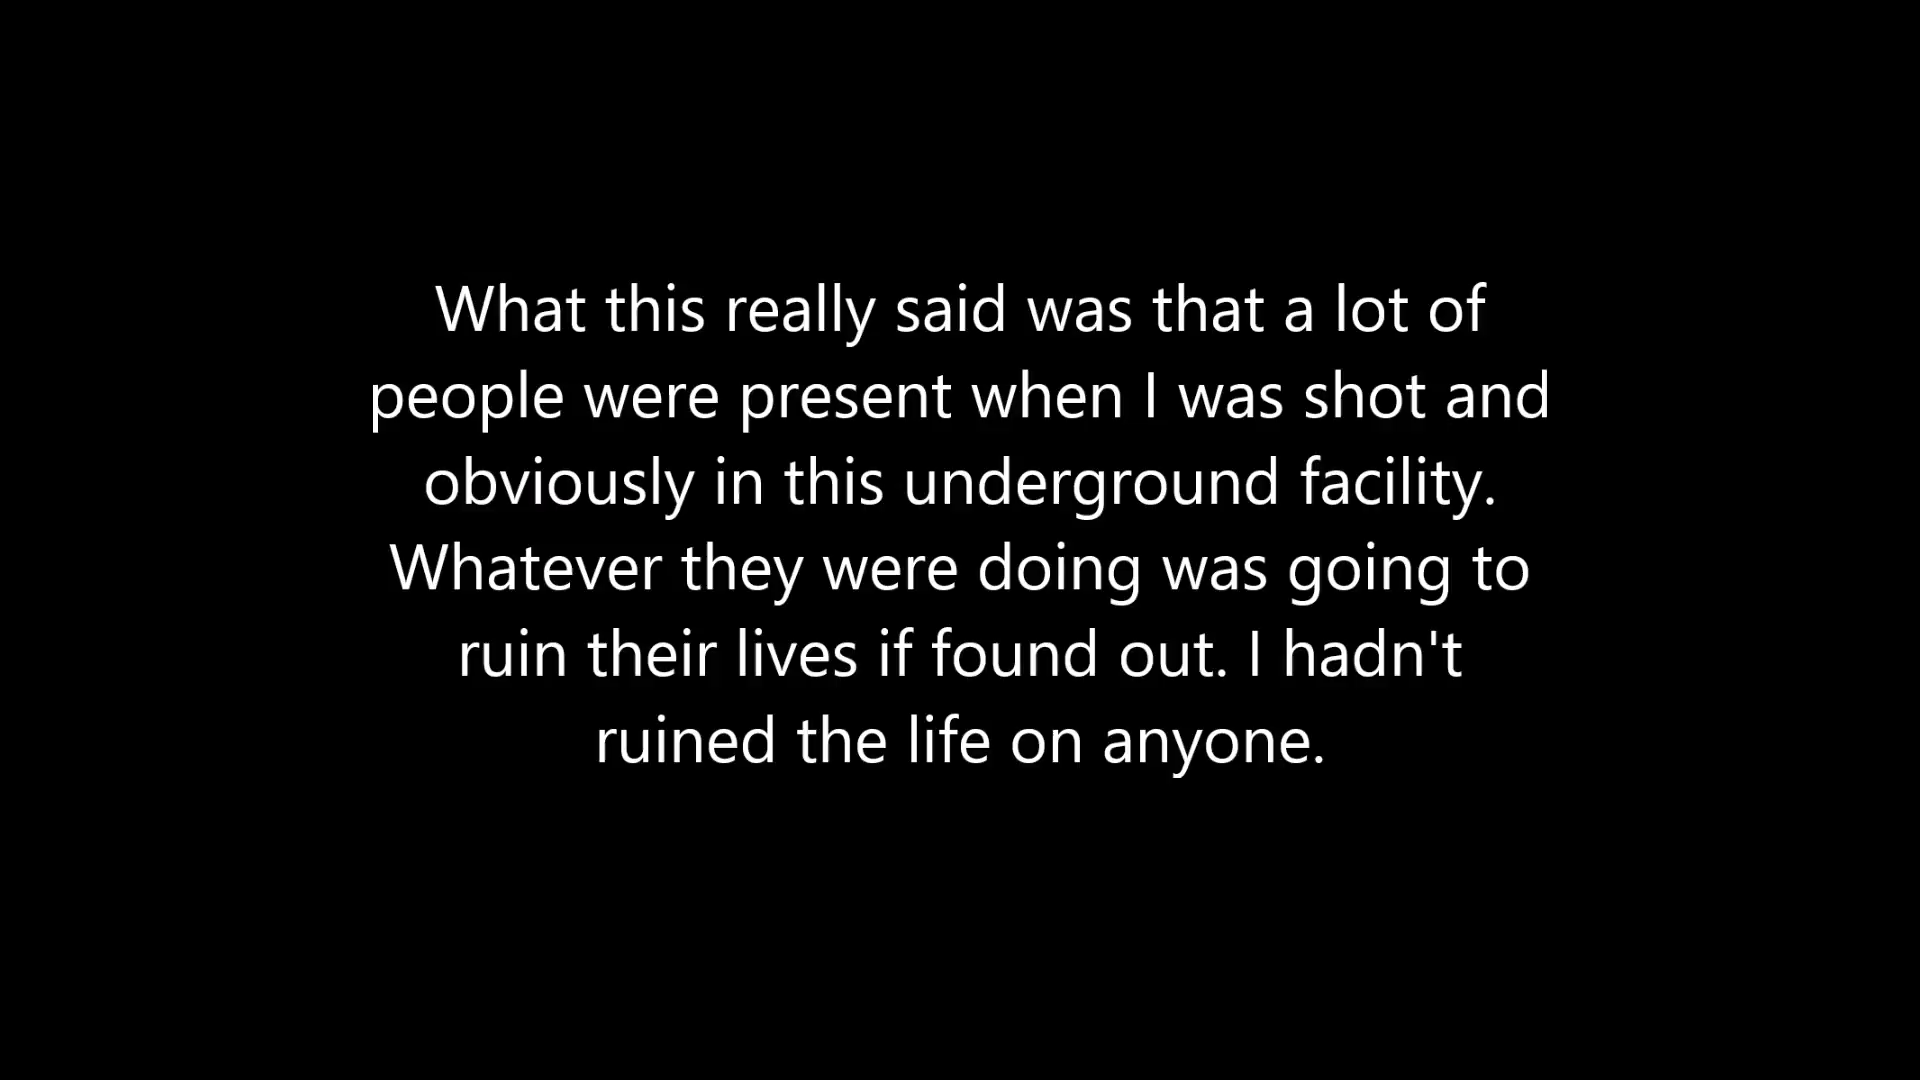 What this really said was that a lot of
people were present when I was shot and
obviously in this underground facility.
Whatever they were doing was going to
ruin their lives if found out. I hadn't
ruined the life on anyone.